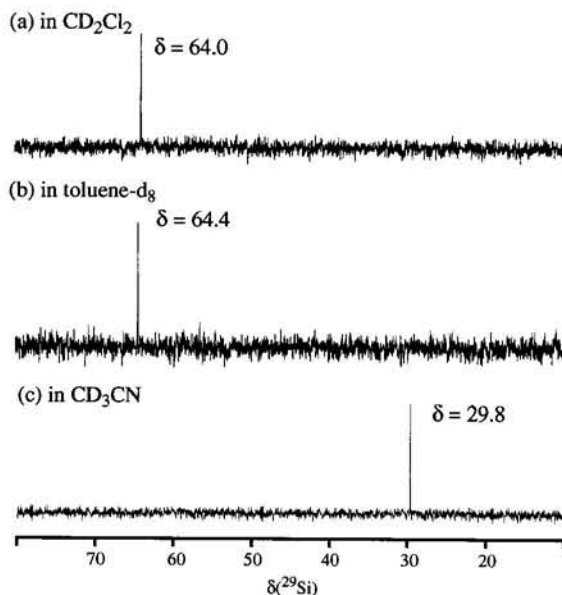 (a) in CD₂Cl₂
δ = 64.0
(b) in toluene-d₈
δ = 64.4
(c) in CD₃CN
δ = 29.8
70 60 50 40 30 20
δ(²⁹Si)